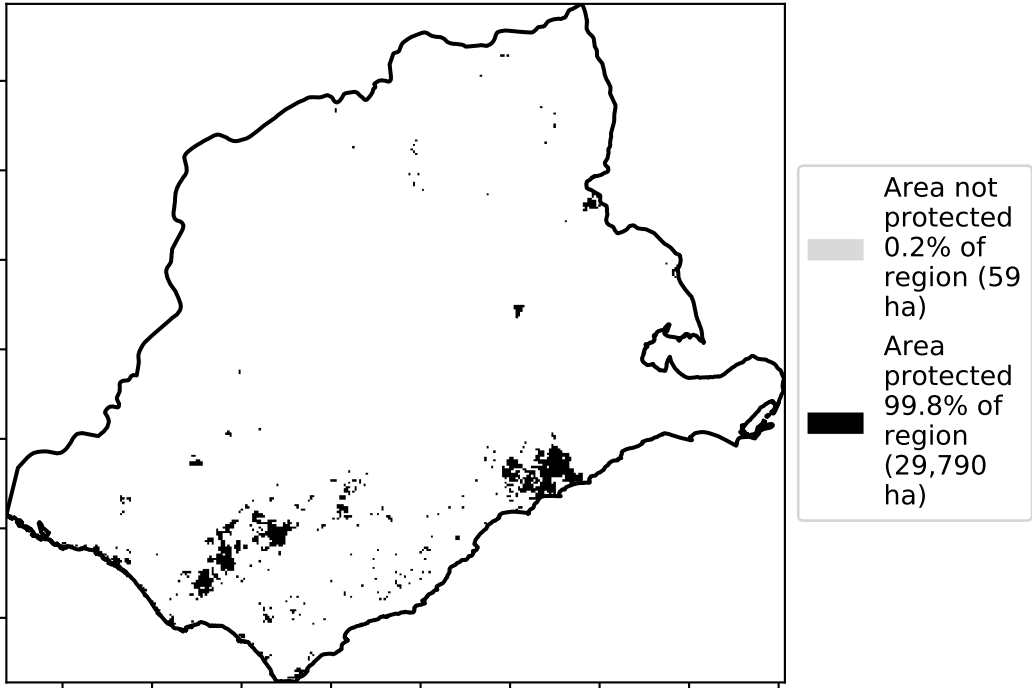 Area not
protected
0.2% of
region (59
ha)
Area
protected
99.8% of
region
(29,790
ha)